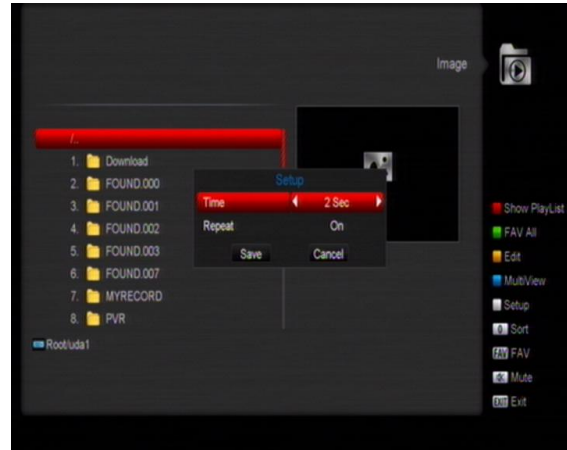 Image
/..
1. Download
2. FOUND.000
3. FOUND.001
4. FOUND.002
5. FOUND.003
6. FOUND.007
7. MYRECORD
8. PVR
Root/uda1
Setup
Time 2 Sec
Repeat On
Save Cancel
Show PlayList
FAV All
Edit
MultiView
Setup
0 Sort
FAV FAV
Mute
EXIT Exit